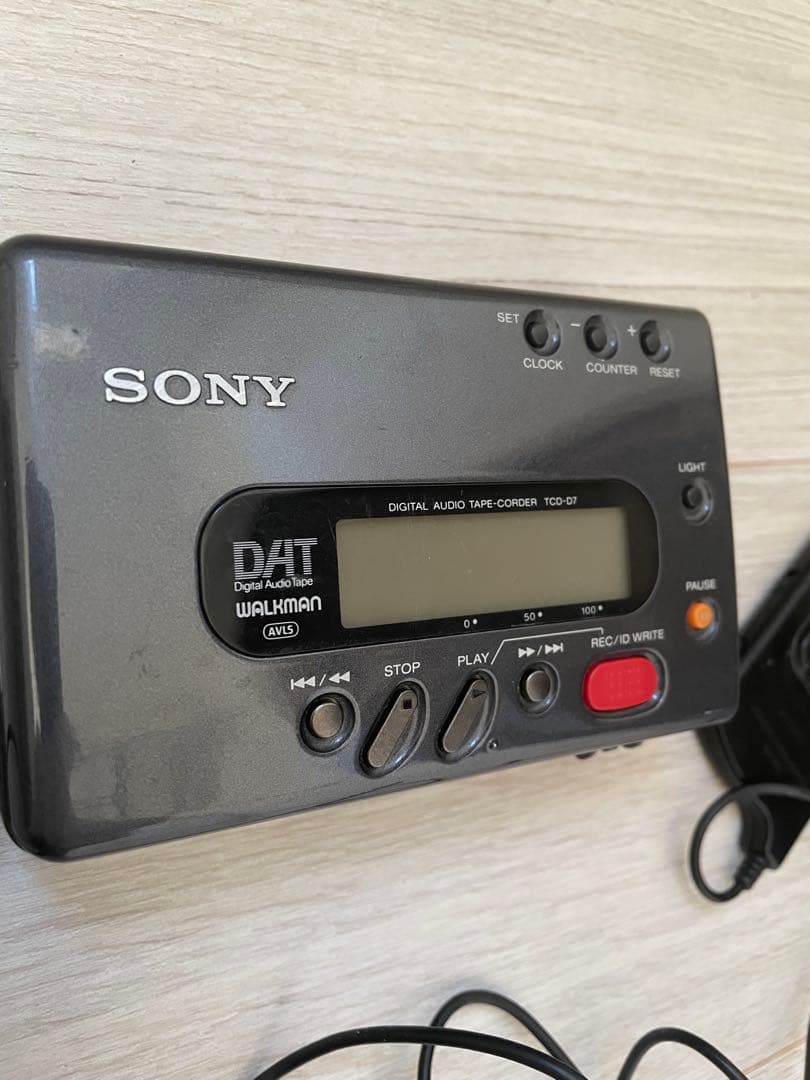 SONY
SET - +
CLOCK COUNTER RESET
LIGHT
DIGITAL AUDIO TAPE-CORDER TCD-D7
DAT
Digital Audio Tape
WALKMAN
AVLS
0 50 100
PAUSE
STOP PLAY REC/ID WRITE